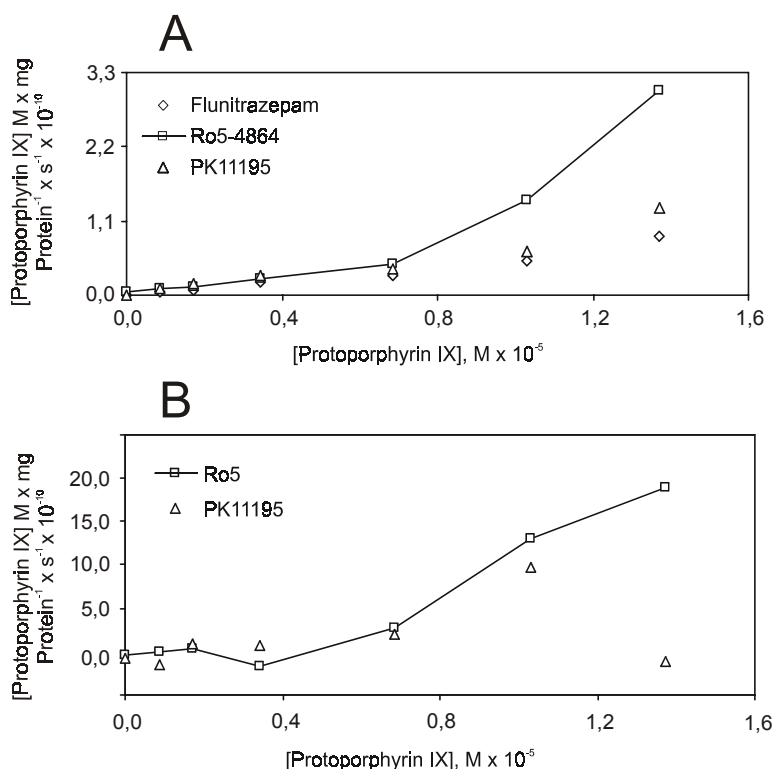 A
[Protoporphyrin IX] M x mg
Protein⁻¹ x s⁻¹ x 10⁻¹⁰
3,3
2,2
1,1
0,0
Flunitrazepam
Ro5-4864
PK11195
0,0 0,4 0,8 1,2 1,6
[Protoporphyrin IX], M x 10⁻⁵
B
[Protoporphyrin IX] M x mg
Protein⁻¹ x s⁻¹ x 10⁻¹⁰
20,0
15,0
10,0
5,0
0,0
Ro5
PK11195
0,0 0,4 0,8 1,2 1,6
[Protoporphyrin IX], M x 10⁻⁵